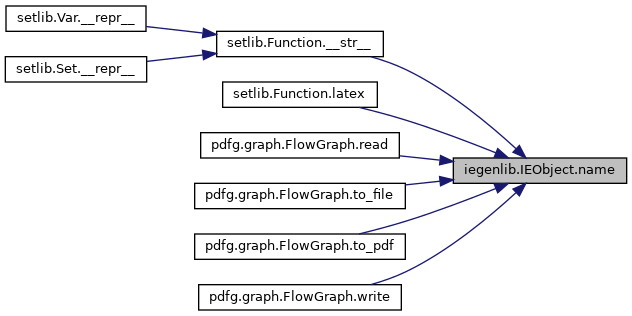 setlib.Var.__repr__
setlib.Set.__repr__
setlib.Function.__str__
setlib.Function.latex
pdfg.graph.FlowGraph.read
pdfg.graph.FlowGraph.to_file
pdfg.graph.FlowGraph.to_pdf
pdfg.graph.FlowGraph.write
iegenlib.IEObject.name